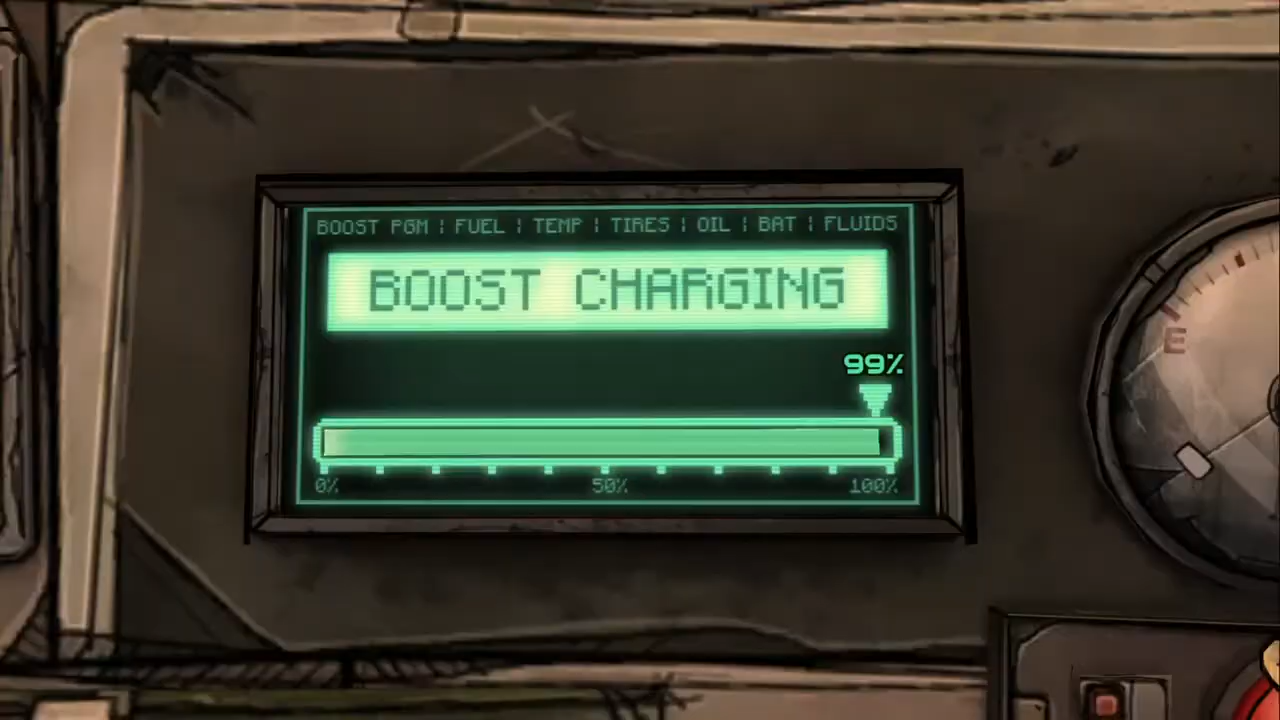 BOOST PGM ¦ FUEL ¦ TEMP ¦ TIRES ¦ OIL ¦ BAT ¦ FLUIDS
BOOST CHARGING
99%
0% 50% 100%
E